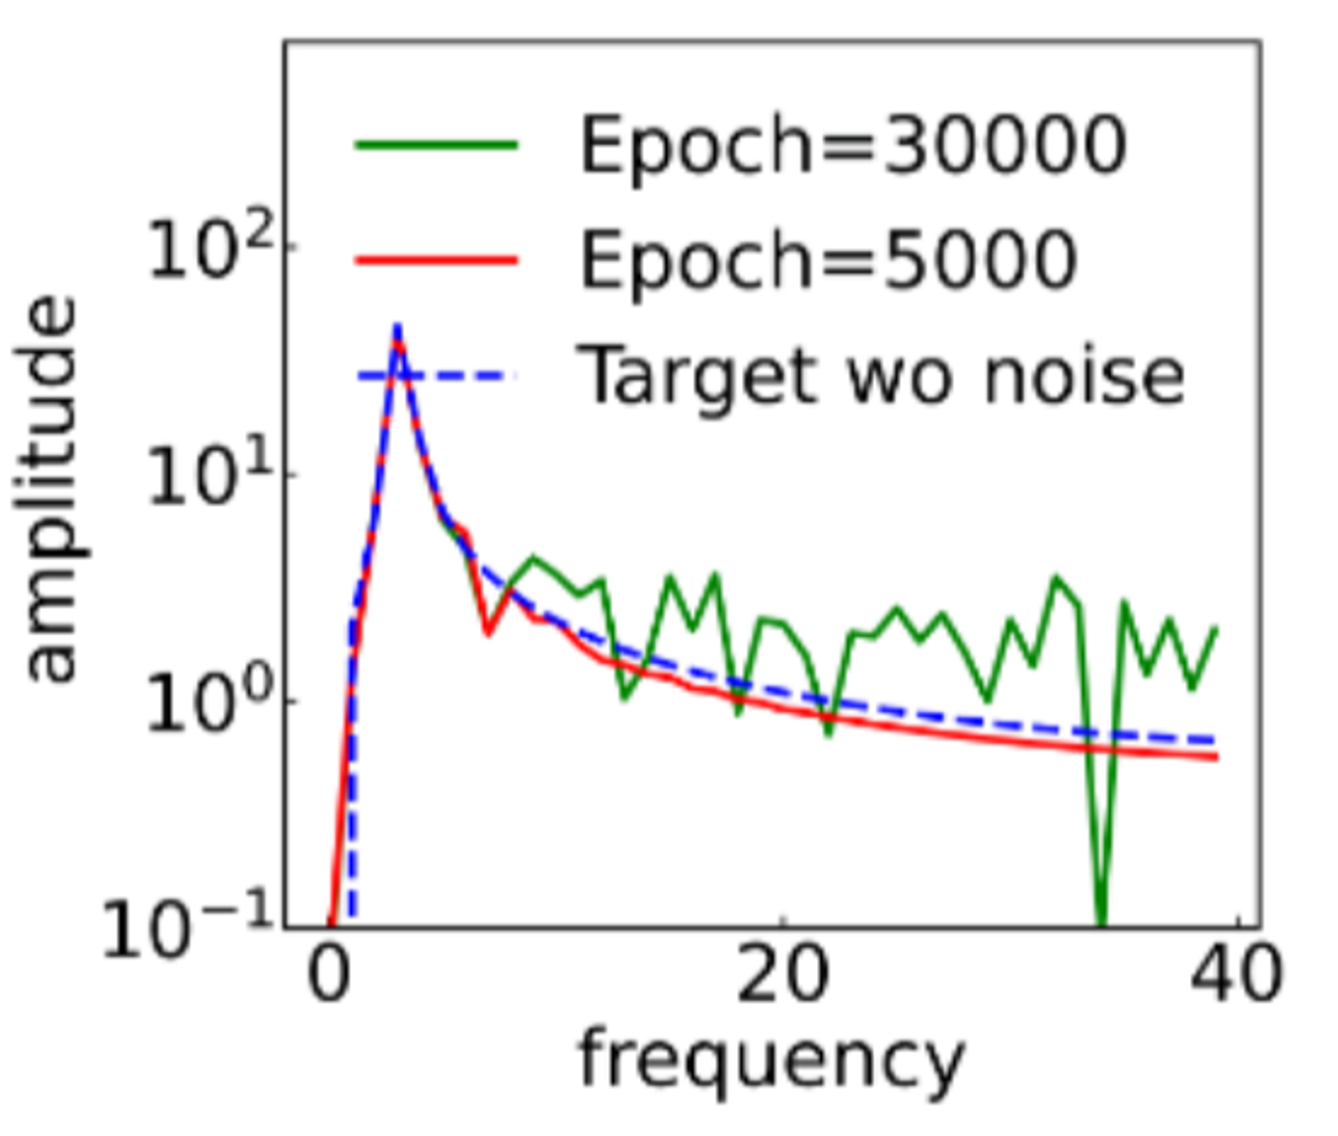 Epoch=30000
Epoch=5000
Target wo noise
10²
10¹
10⁰
10⁻¹
amplitude
0 20 40
frequency